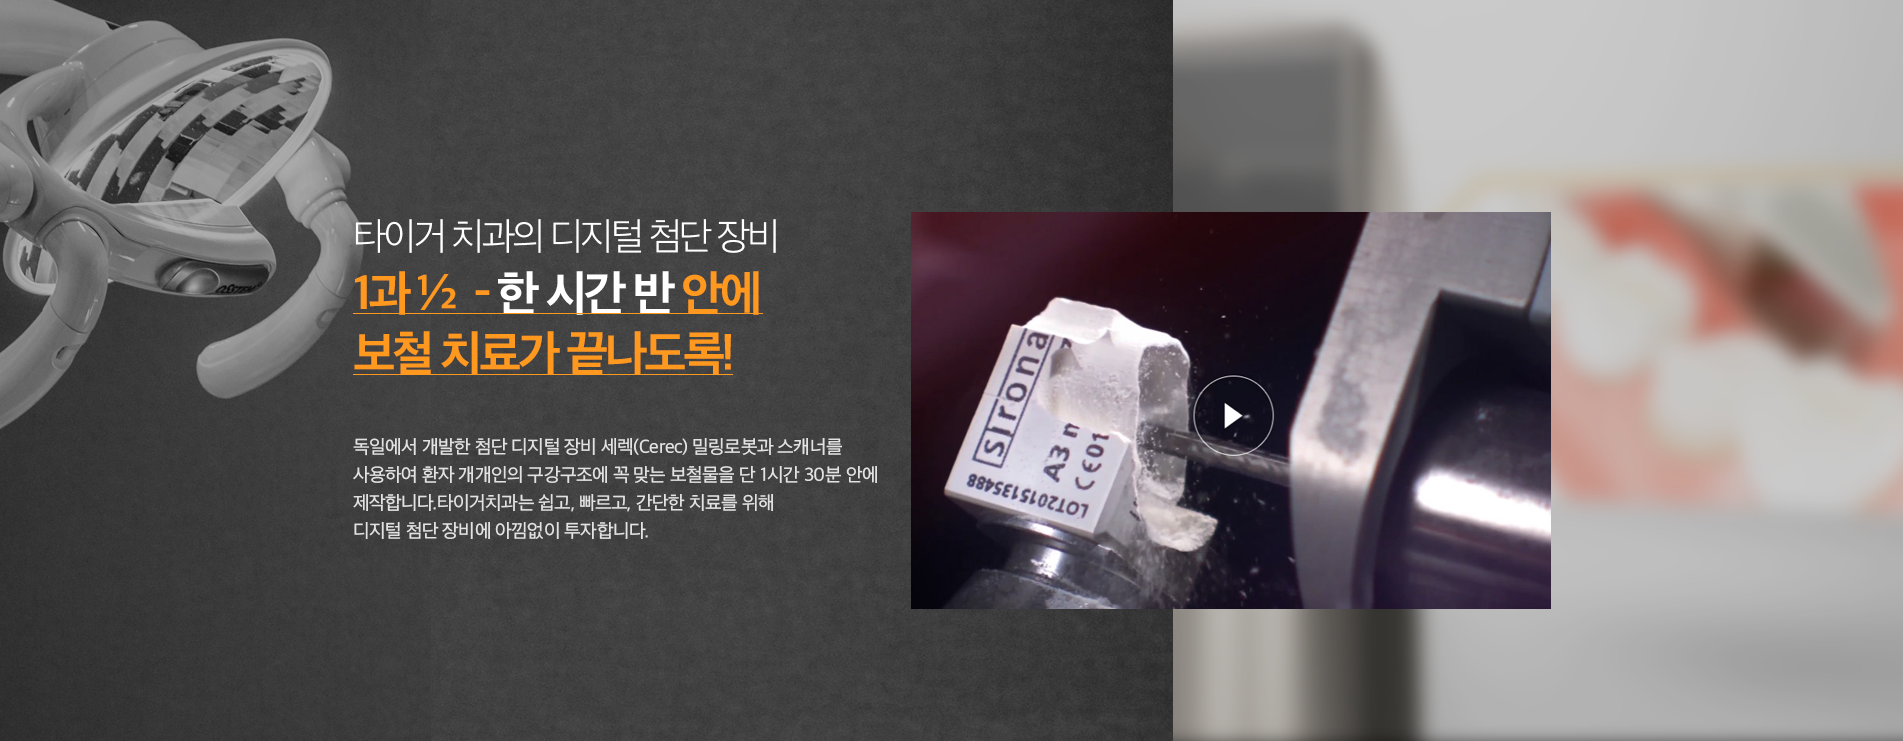 타이거 치과의 디지털 첨단 장비
1과 ½ - 한 시간 반 안에
보철 치료가 끝나도록!
독일에서 개발한 첨단 디지털 장비 세렉(Cerec) 밀링로봇과 스캐너를
사용하여 환자 개개인의 구강구조에 꼭 맞는 보철물을 단 1시간 30분 안에
제작합니다.타이거치과는 쉽고, 빠르고, 간단한 치료를 위해
디지털 첨단 장비에 아낌없이 투자합니다.
sirona
A3
CE01
LOT2015135488